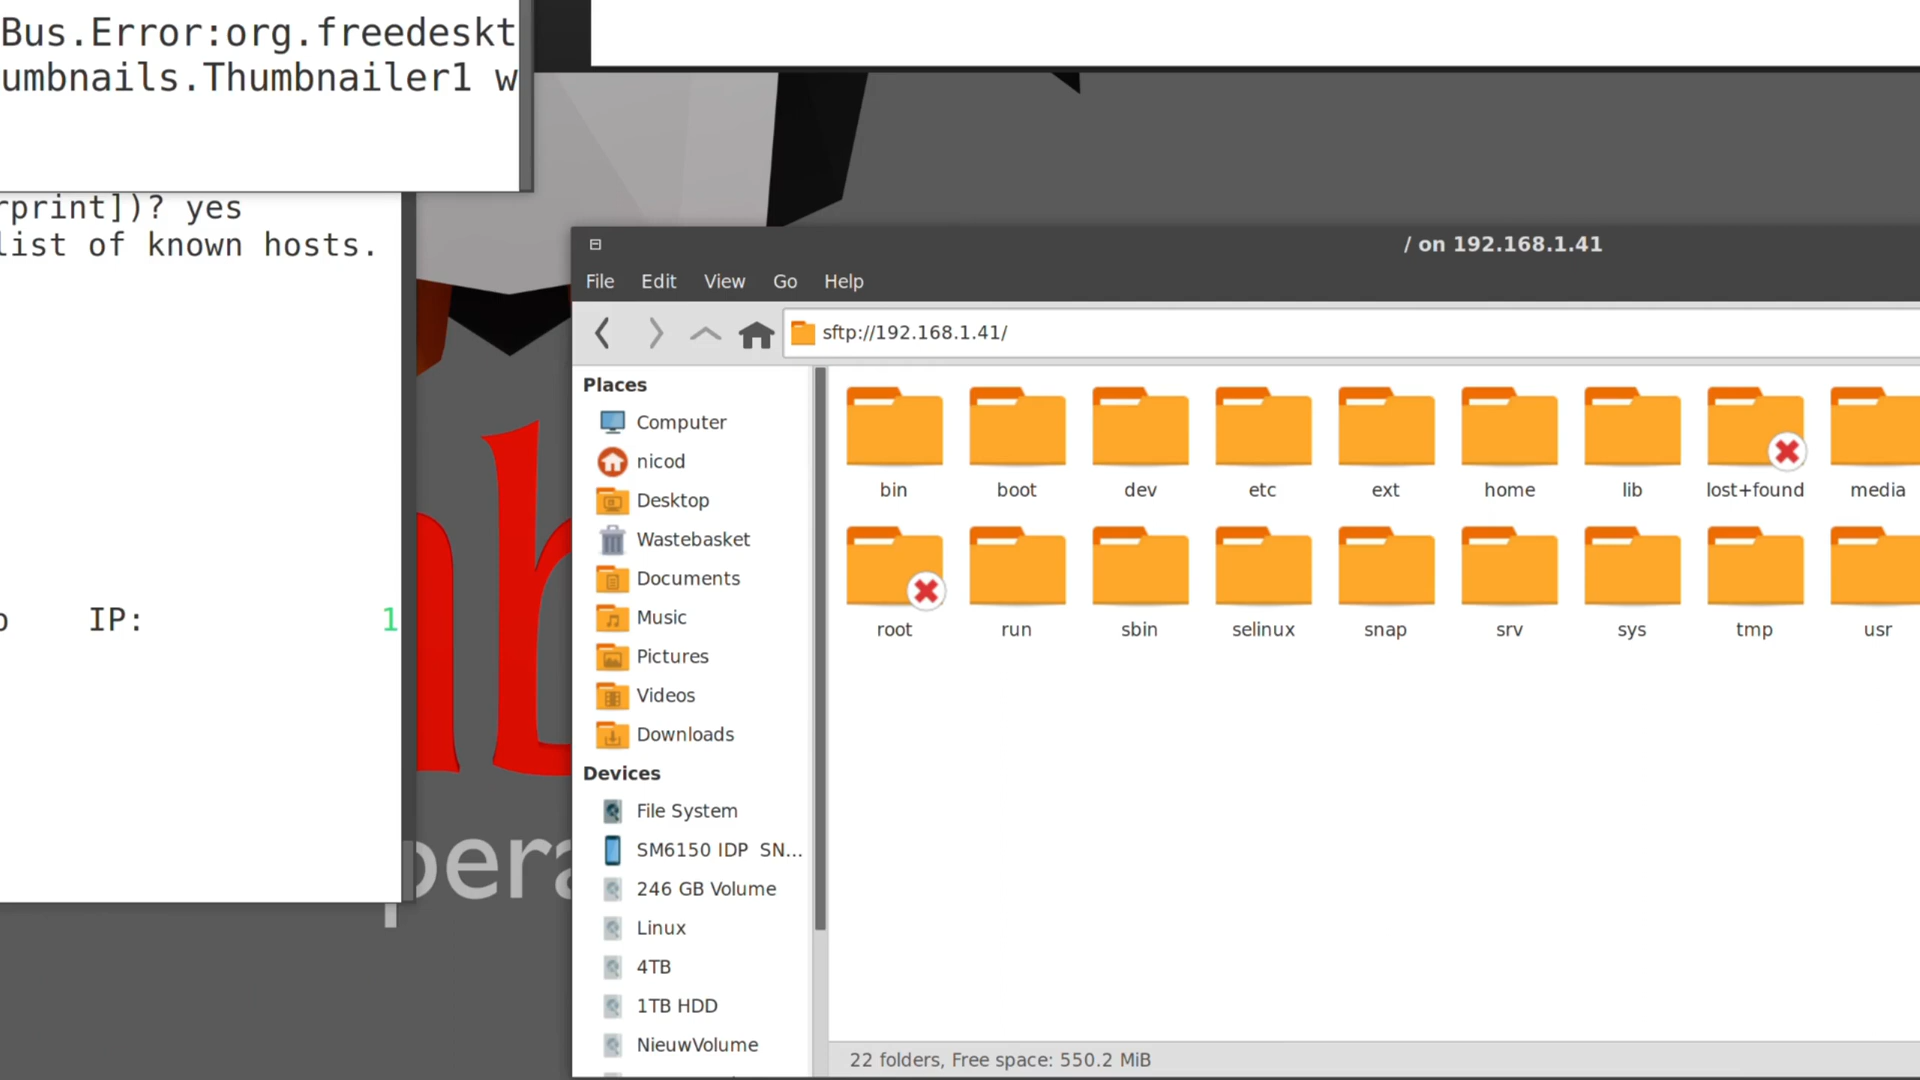 Bus.Error:org.freedeskt
umbnails.Thumbnailer1 w
rprint])? yes
list of known hosts.
IP: 1
pera
/ on 192.168.1.41
File Edit View Go Help
sftp://192.168.1.41/
Places
Computer
nicod
Desktop
Wastebasket
Documents
Music
Pictures
Videos
Downloads
Devices
File System
SM6150 IDP SN...
246 GB Volume
Linux
4TB
1TB HDD
NieuwVolume
bin boot dev etc ext home lib lost+found media
root run sbin selinux snap srv sys tmp usr
22 folders, Free space: 550.2 MiB